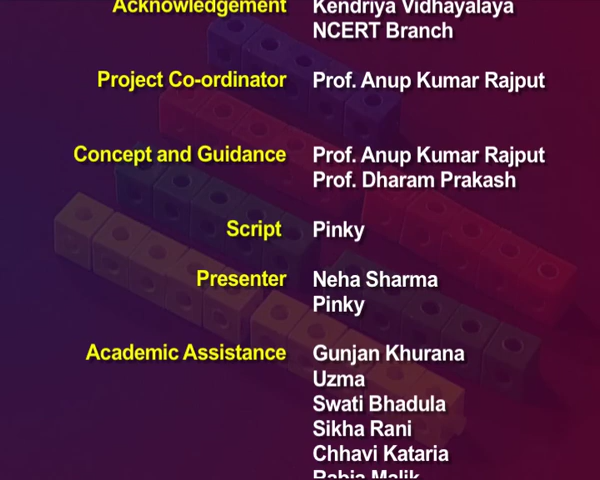 Acknowledgement Kendriya Vidhayalaya
NCERT Branch
Project Co-ordinator Prof. Anup Kumar Rajput
Concept and Guidance Prof. Anup Kumar Rajput
Prof. Dharam Prakash
Script Pinky
Presenter Neha Sharma
Pinky
Academic Assistance Gunjan Khurana
Uzma
Swati Bhadula
Sikha Rani
Chhavi Kataria
Rabia Malik